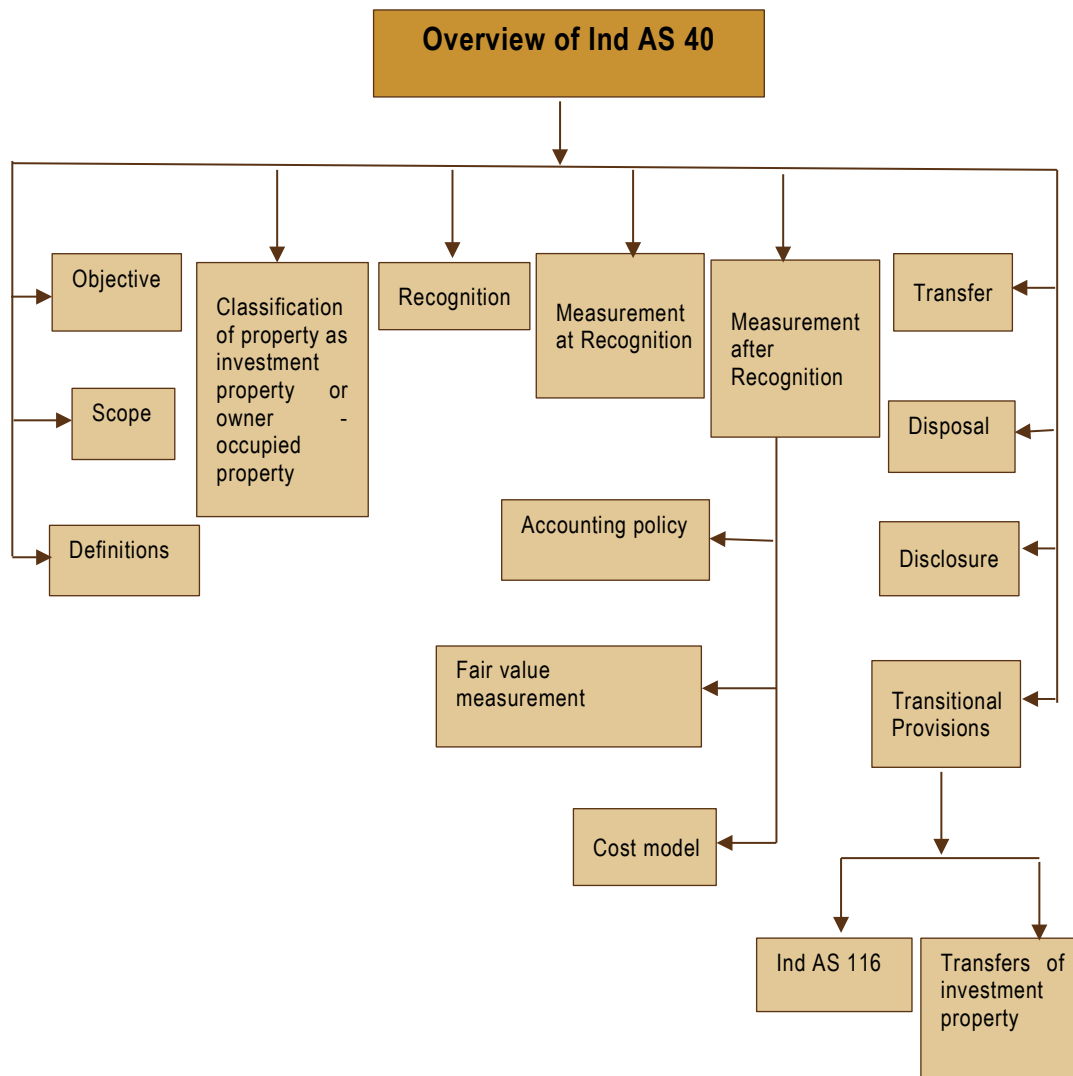 Overview of Ind AS 40
Objective
Scope
Definitions
Classification
of property as
investment
property or
owner -
occupied
property
Recognition
Measurement
at Recognition
Measurement
after
Recognition
Accounting policy
Fair value
measurement
Cost model
Transfer
Disposal
Disclosure
Transitional
Provisions
Ind AS 116
Transfers of
investment
property